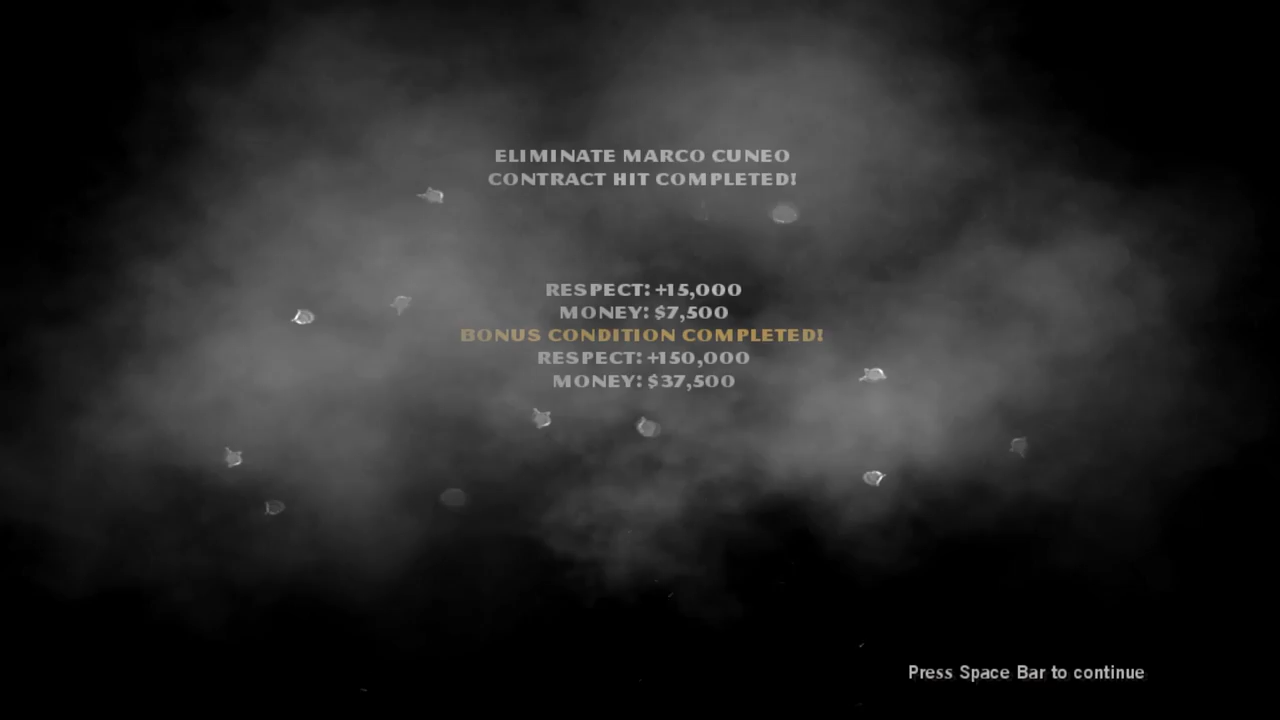 ELIMINATE MARCO CUNEO
CONTRACT HIT COMPLETED!
RESPECT: +15,000
MONEY: $7,500
BONUS CONDITION COMPLETED!
RESPECT: +150,000
MONEY: $37,500
Press Space Bar to continue